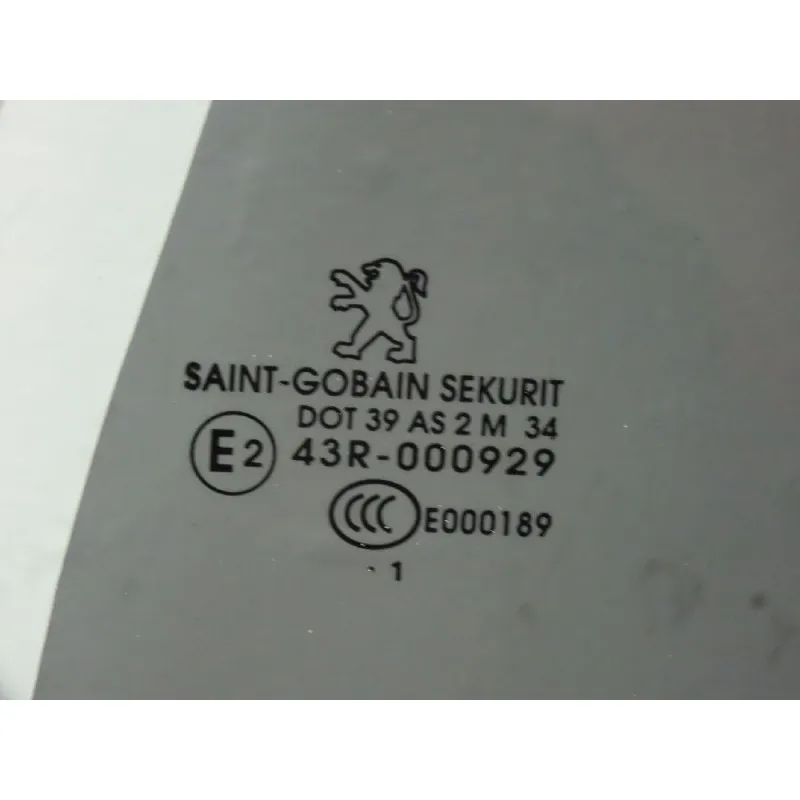 SAINT-GOBAIN SEKURIT
DOT 39 AS 2 M 34
E2 43R-000929
CCC E000189
. 1